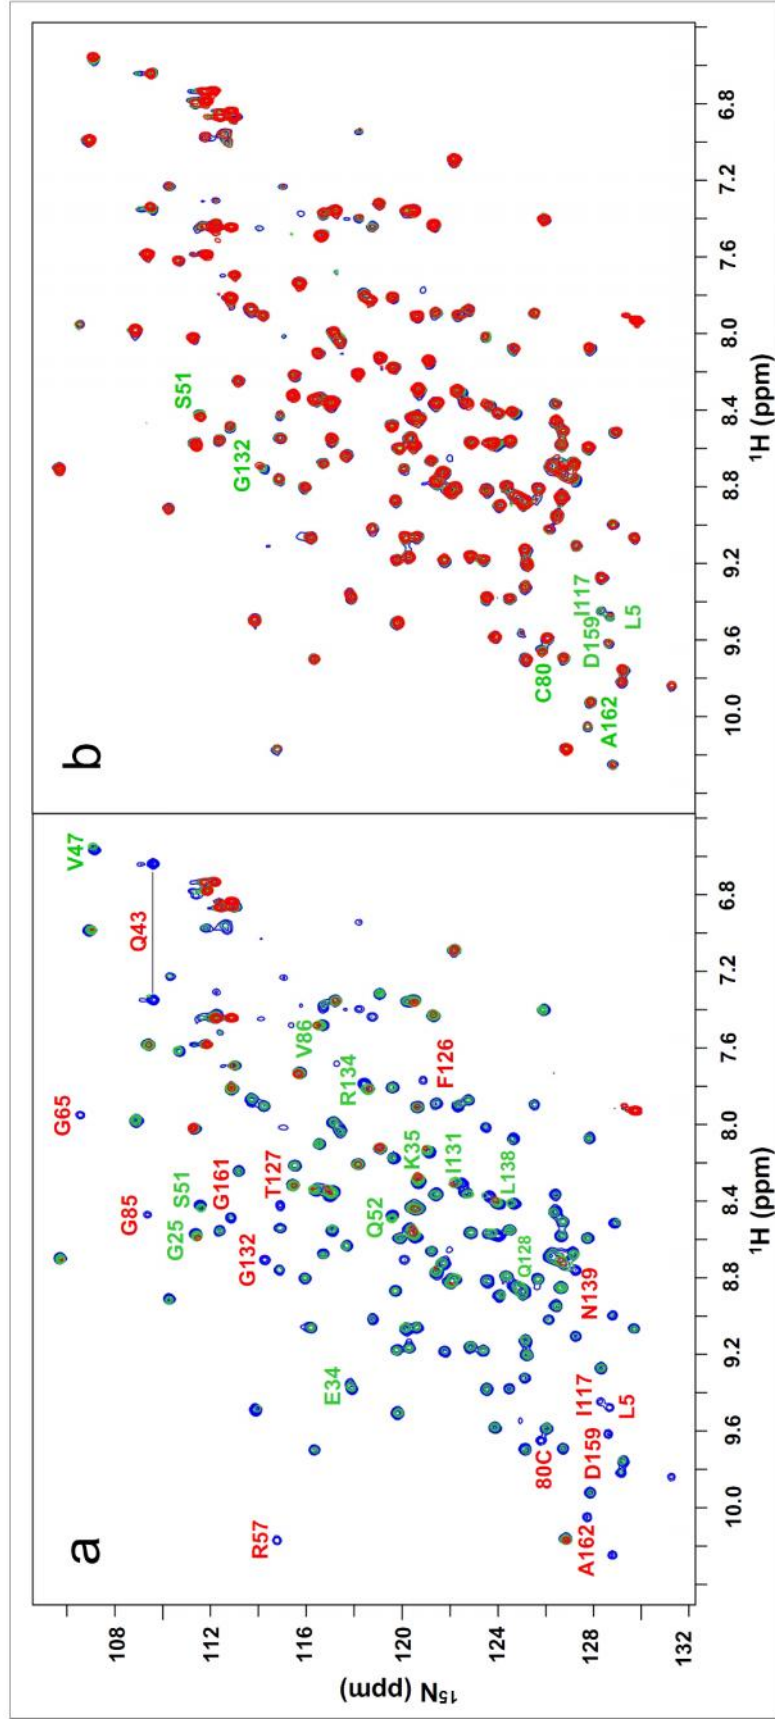 a
V47
Q43
G65
G85
S51
G25
G161
T127
G132
V86
R134
F126
K35
I131
L138
Q52
Q128
N139
E34
R57
80C
I117
L5
D159
A162
108
112
116
120
124
128
132
¹⁵N (ppm)
10.0
9.6
9.2
8.8
8.4
8.0
7.6
7.2
6.8
¹H (ppm)
b
S51
G132
C80
I117
L5
D159
A162
10.0
9.6
9.2
8.8
8.4
8.0
7.6
7.2
6.8
¹H (ppm)